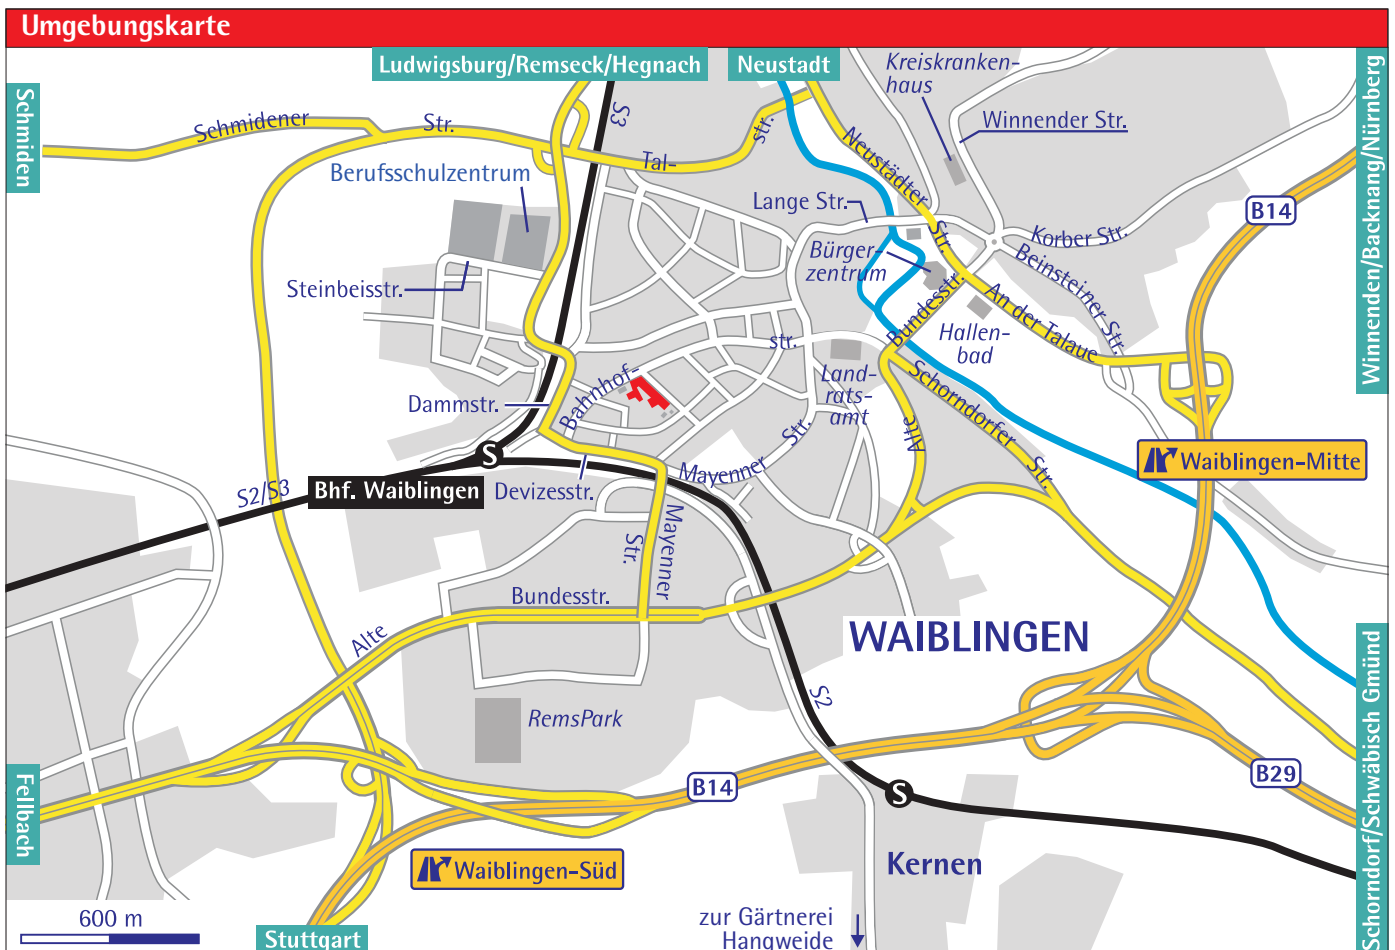 Umgebungskarte
Ludwigsburg/Remseck/Hegnach
Neustadt
Kreiskranken-
haus
Winnender Str.
Winnenden/Backnang/Nürnberg
Schmiden
Schmidener
Str.
S3
Tal-
str.
Neustädter
Str.
Berufsschulzentrum
Lange Str.
B14
Korber Str.
Beinsteiner Str.
Bürger-
zentrum
Steinbeisstr.
Bundesstr.
An der Talaue
Hallen-
bad
str.
Bahnhof-
Land-
rats-
amt
Schorndorfer
Str.
Dammstr.
Alte
Mayenner
Str.
Waiblingen-Mitte
S
S2/S3
Bhf. Waiblingen
Devizesstr.
Mayenner
Str.
Bundesstr.
Alte
WAIBLINGEN
Schorndorf/Schwäbisch Gmünd
S2
RemsPark
Fellbach
B14
B29
S
Waiblingen-Süd
Kernen
600 m
zur Gärtnerei
Hangweide
Stuttgart